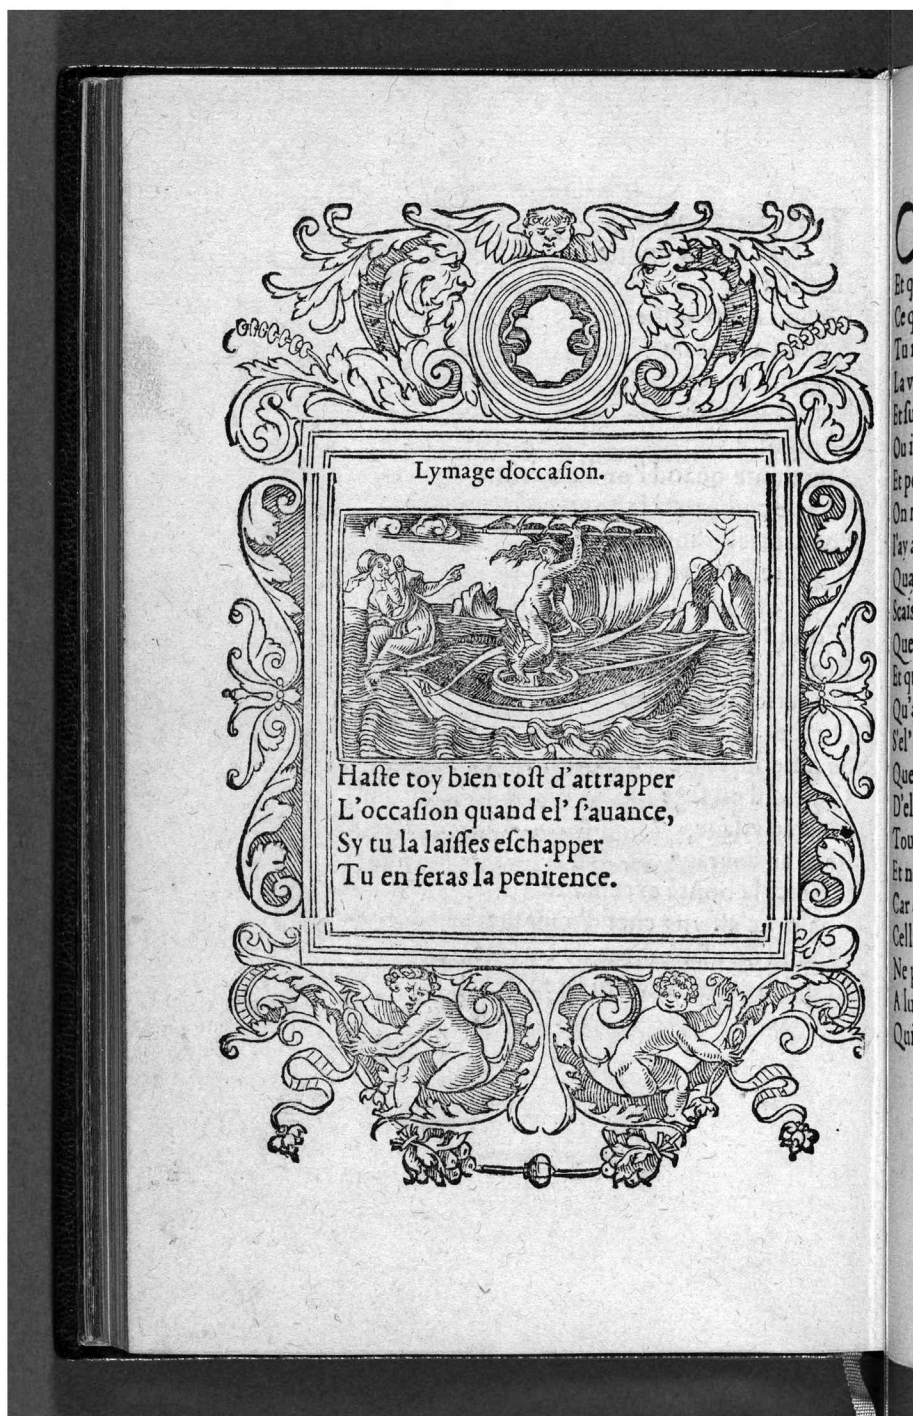 Lymage d'occaſion.
Haſte toy bien toſt d'attrapper
L'occaſion quand el' ſ'auance,
Sy tu la laiſſes eſchapper
Tu en feras la penitence.